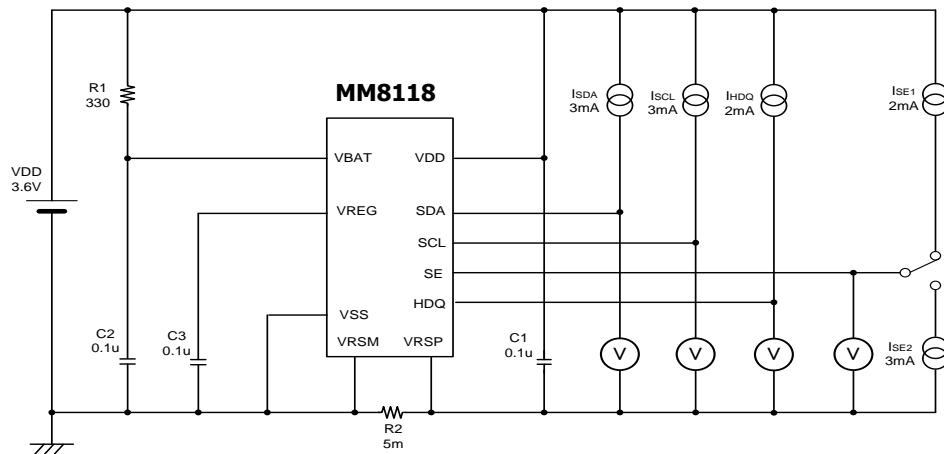 R1
330
MM8118
ISDA
3mA
ISCL
3mA
IHDQ
2mA
ISE1
2mA
VDD
3.6V
VBAT
VDD
VREG
SDA
SCL
SE
HDQ
VSS
VRSM
VRSP
C2
0.1u
C3
0.1u
C1
0.1u
V
V
V
V
ISE2
3mA
R2
5m